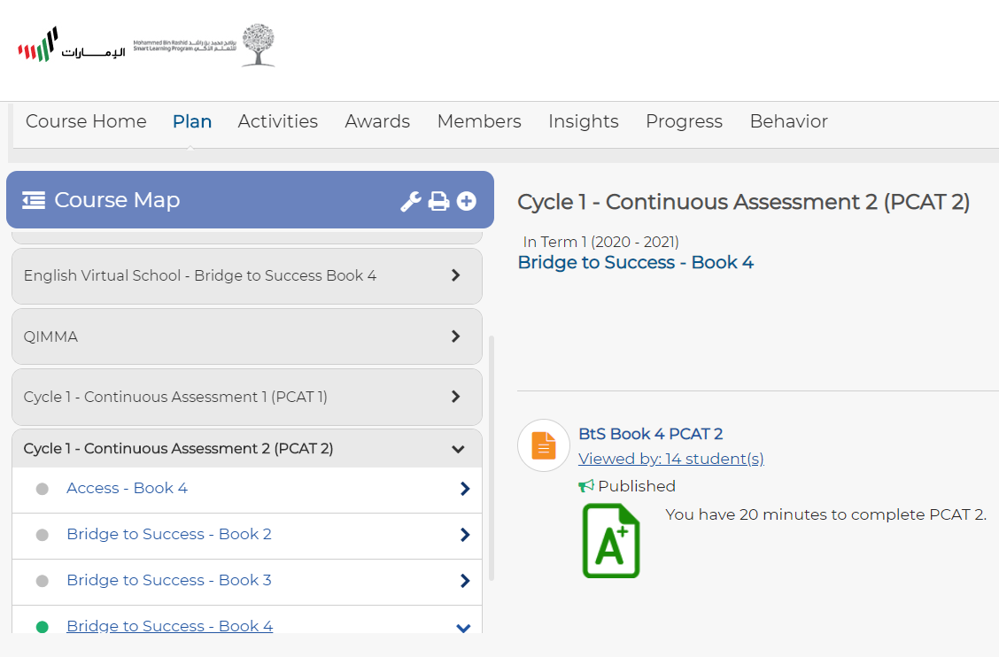 الإمـــارات
Mohammed Bin Rashid
Smart Learning Program
برنامج محمد بن راشد
للتعلـــم الذكـــي
Course Home Plan Activities Awards Members Insights Progress Behavior
Course Map
English Virtual School - Bridge to Success Book 4
QIMMA
Cycle 1 - Continuous Assessment 1 (PCAT 1)
Cycle 1 - Continuous Assessment 2 (PCAT 2)
Access - Book 4
Bridge to Success - Book 2
Bridge to Success - Book 3
Bridge to Success - Book 4
Cycle 1 - Continuous Assessment 2 (PCAT 2)
In Term 1 (2020 - 2021)
Bridge to Success - Book 4
BtS Book 4 PCAT 2
Viewed by: 14 student(s)
Published
A+
You have 20 minutes to complete PCAT 2.